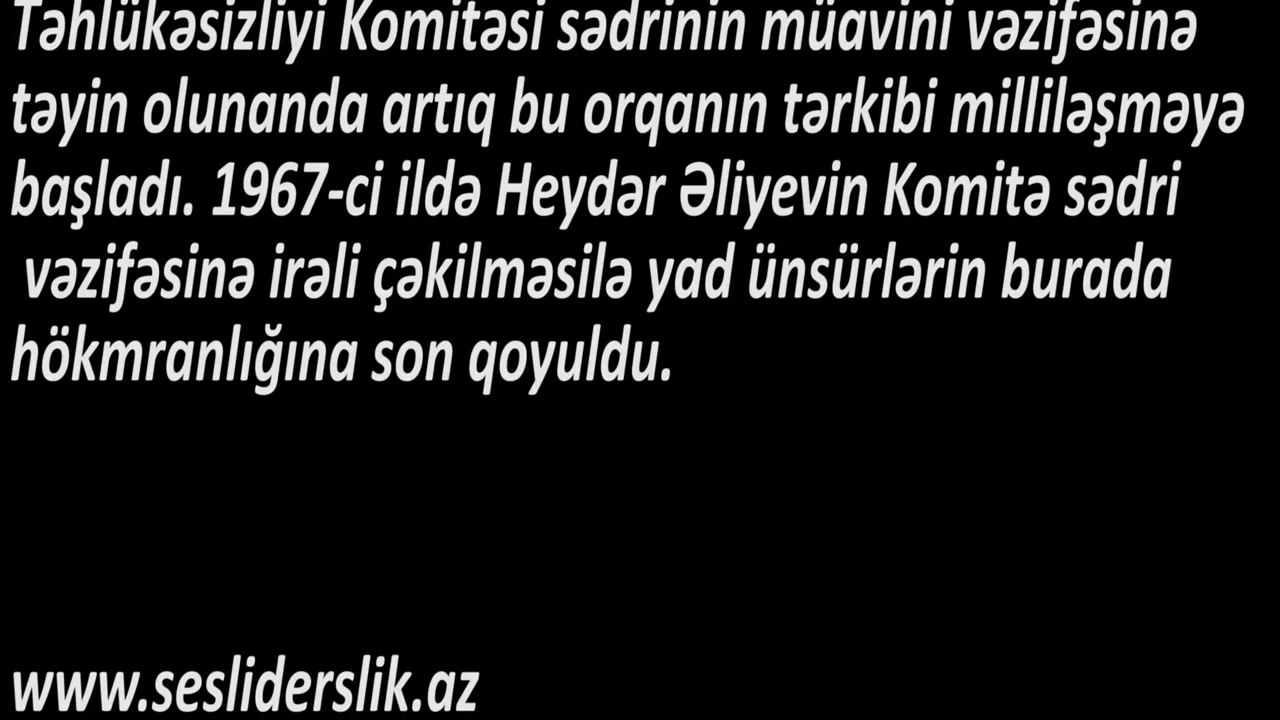 Təhlükəsizliyi Komitəsi sədrinin müavini vəzifəsinə
təyin olunanda artıq bu orqanın tərkibi milliləşməyə
başladı. 1967-ci ildə Heydər Əliyevin Komitə sədri
vəzifəsinə irəli çəkilməsilə yad ünsürlərin burada
hökmranlığına son qoyuldu.
www.sesliderslik.az